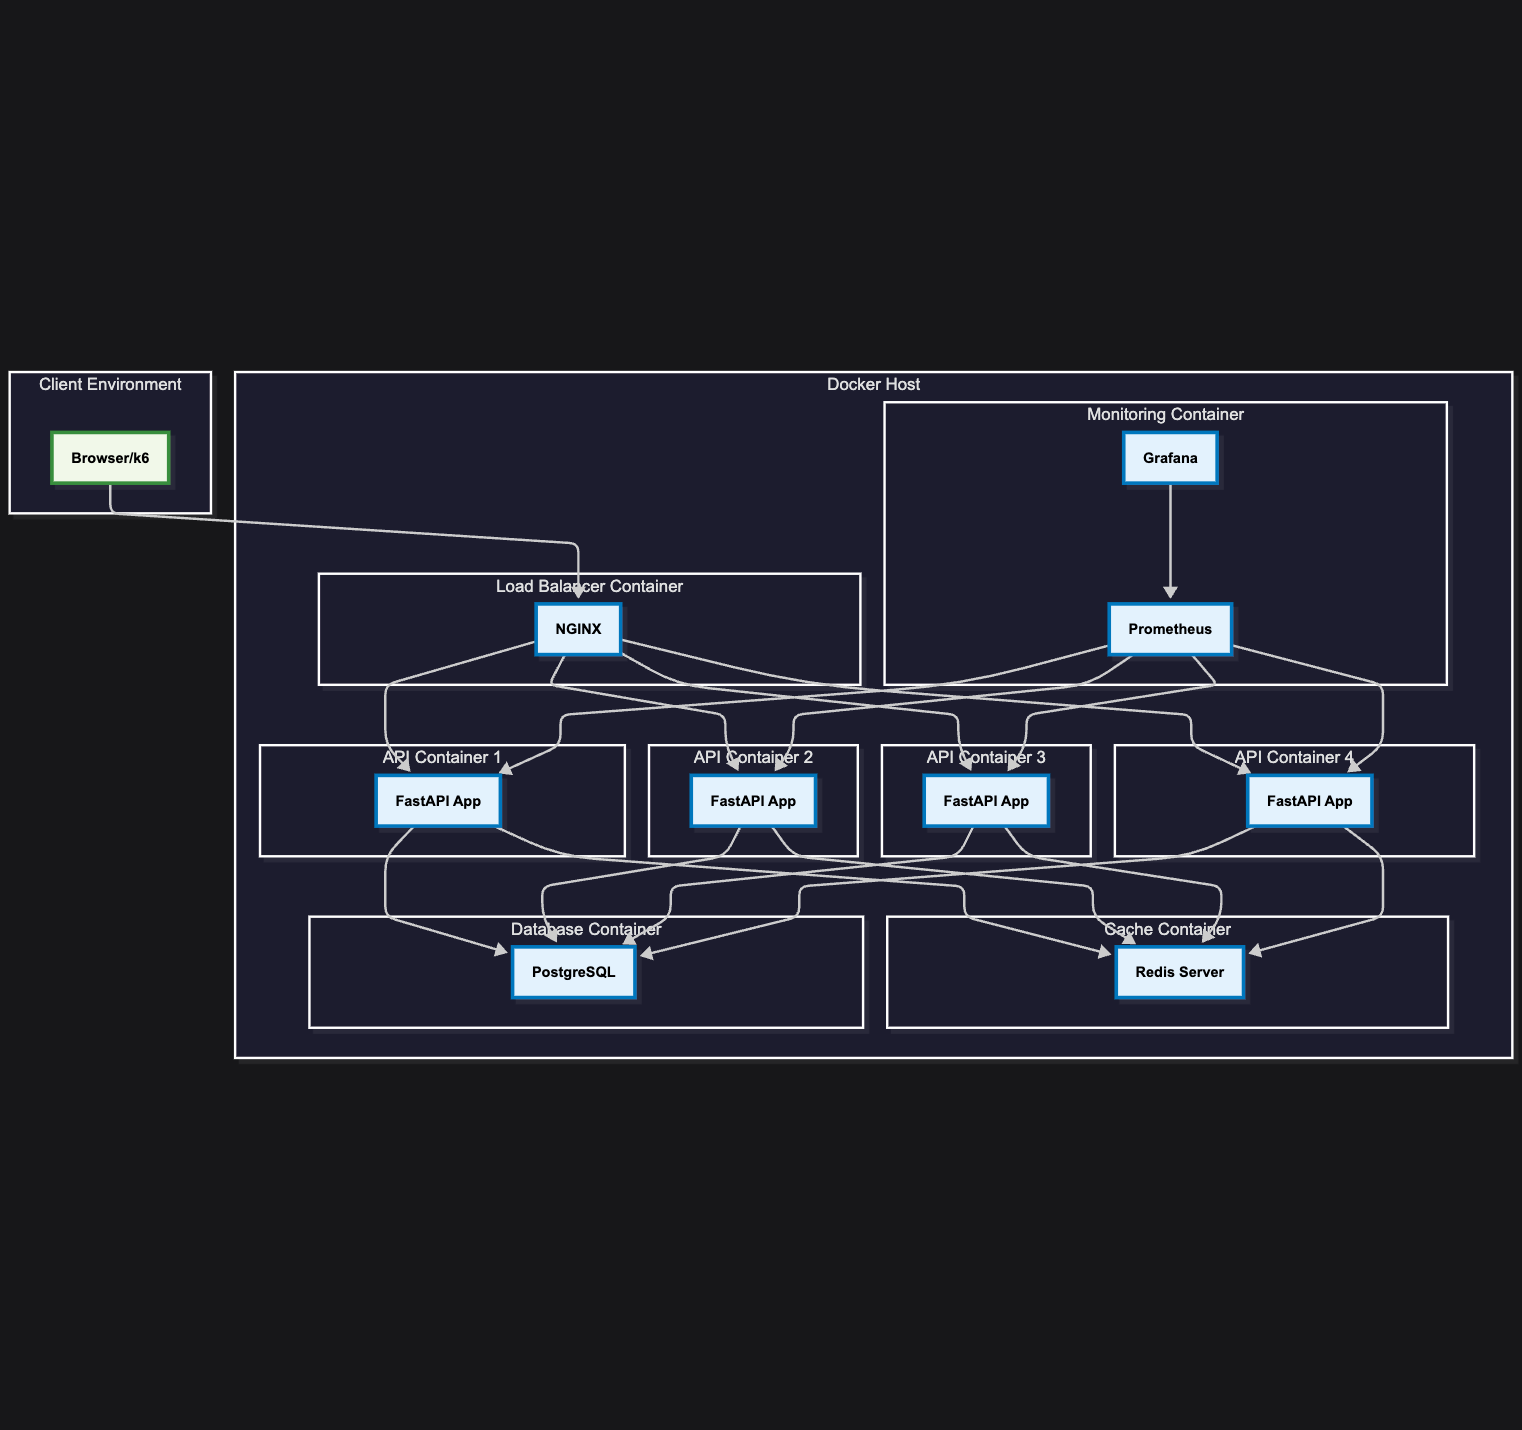 Client Environment
Browser/k6
Docker Host
Monitoring Container
Grafana
Load Balancer Container
NGINX
Prometheus
API Container 1
FastAPI App
API Container 2
FastAPI App
API Container 3
FastAPI App
API Container 4
FastAPI App
Database Container
PostgreSQL
Cache Container
Redis Server